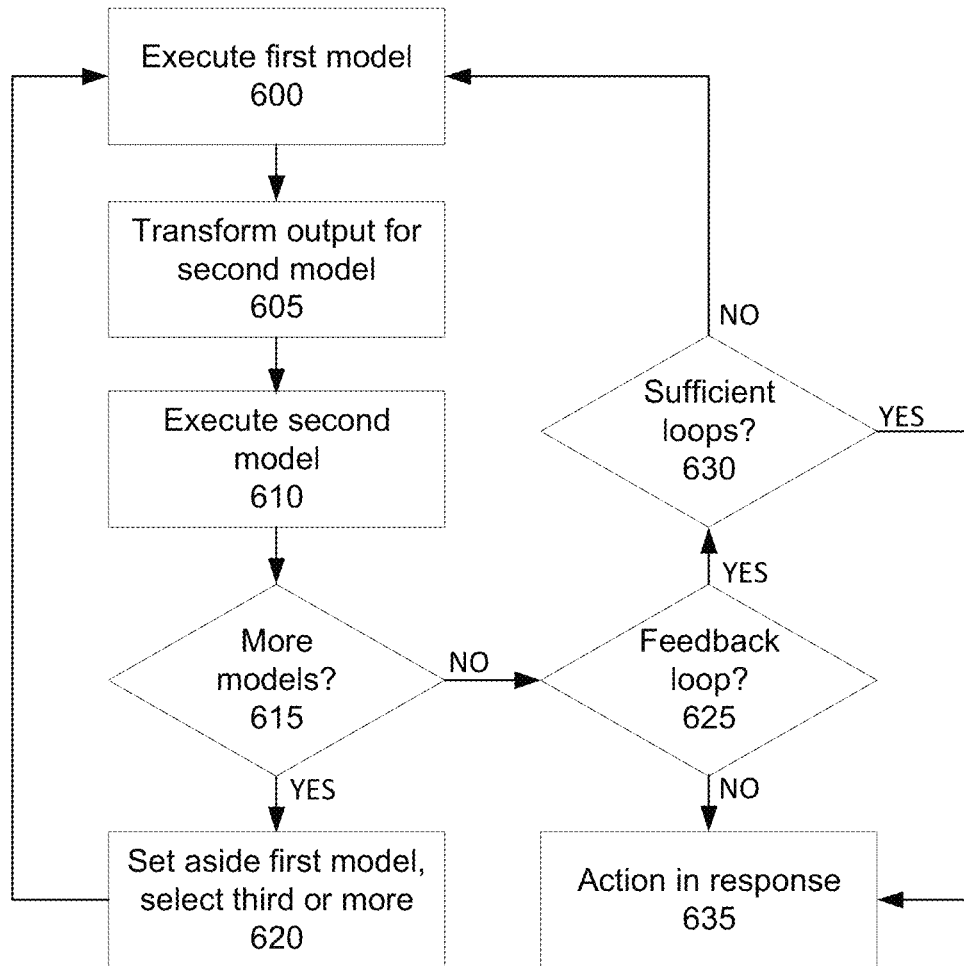 Execute first model
600
Transform output for
second model
605
Execute second
model
610
More
models?
615
YES
NO
Set aside first model,
select third or more
620
Feedback
loop?
625
YES
NO
Sufficient
loops?
630
NO
YES
Action in response
635